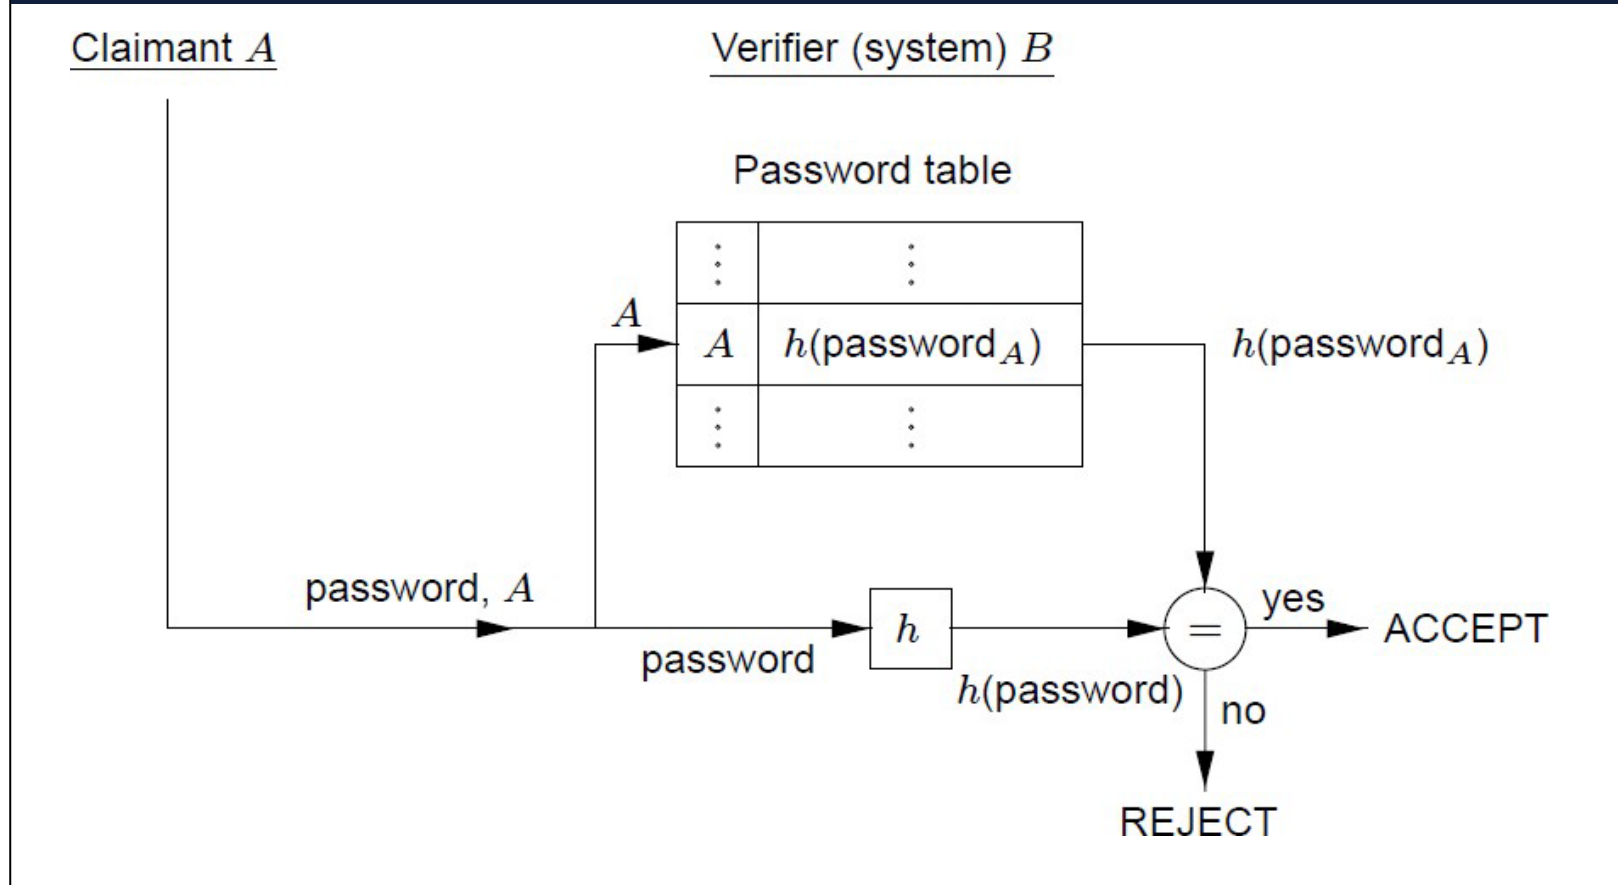 Claimant A
Verifier (system) B
Password table
⋮ ⋮
A
A h(password_A)
h(password_A)
⋮ ⋮
password, A
password
h
h(password)
=
yes
ACCEPT
no
REJECT